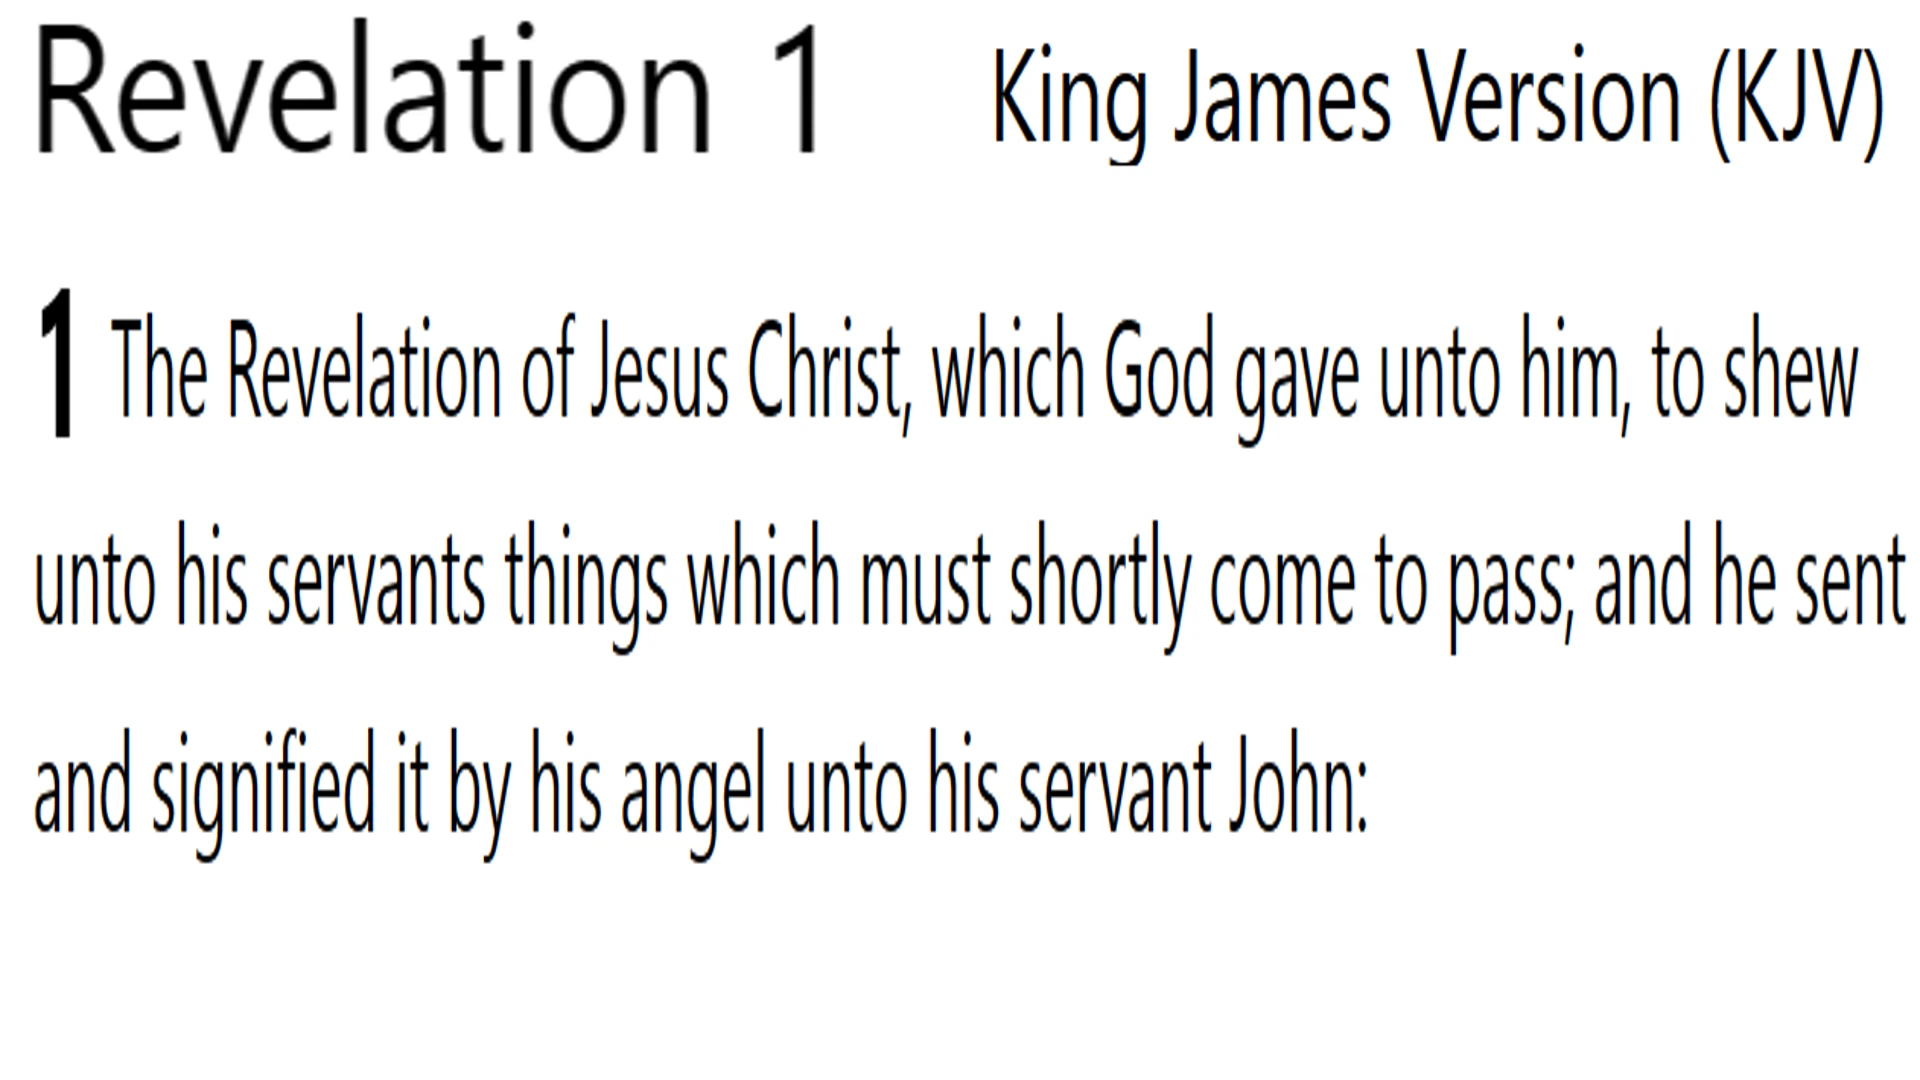 Revelation 1 King James Version (KJV)
1 The Revelation of Jesus Christ, which God gave unto him, to shew
unto his servants things which must shortly come to pass; and he sent
and signified it by his angel unto his servant John: